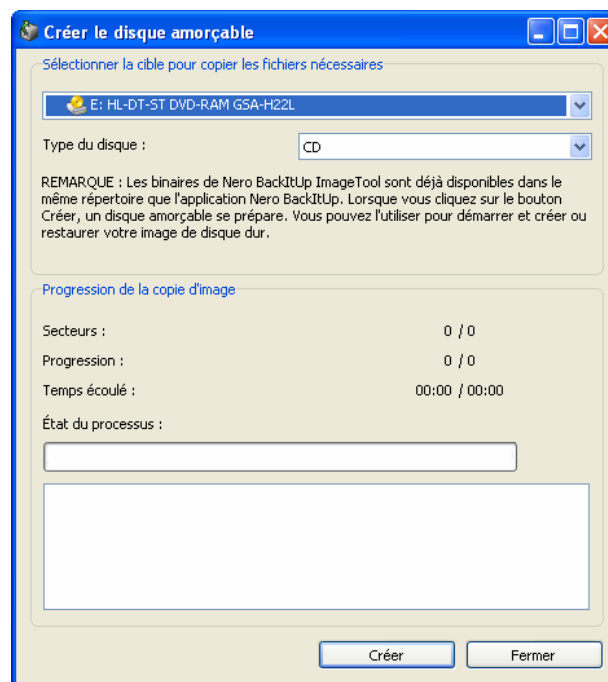 Créer le disque amorçable
Sélectionner la cible pour copier les fichiers nécessaires
E: HL-DT-ST DVD-RAM GSA-H22L
Type du disque :
CD
REMARQUE : Les binaires de Nero BackItUp ImageTool sont déjà disponibles dans le
même répertoire que l'application Nero BackItUp. Lorsque vous cliquez sur le bouton
Créer, un disque amorçable se prépare. Vous pouvez l'utiliser pour démarrer et créer ou
restaurer votre image de disque dur.
Progression de la copie d'image
Secteurs :
0 / 0
Progression :
0 / 0
Temps écoulé :
00:00 / 00:00
État du processus :
Créer
Fermer